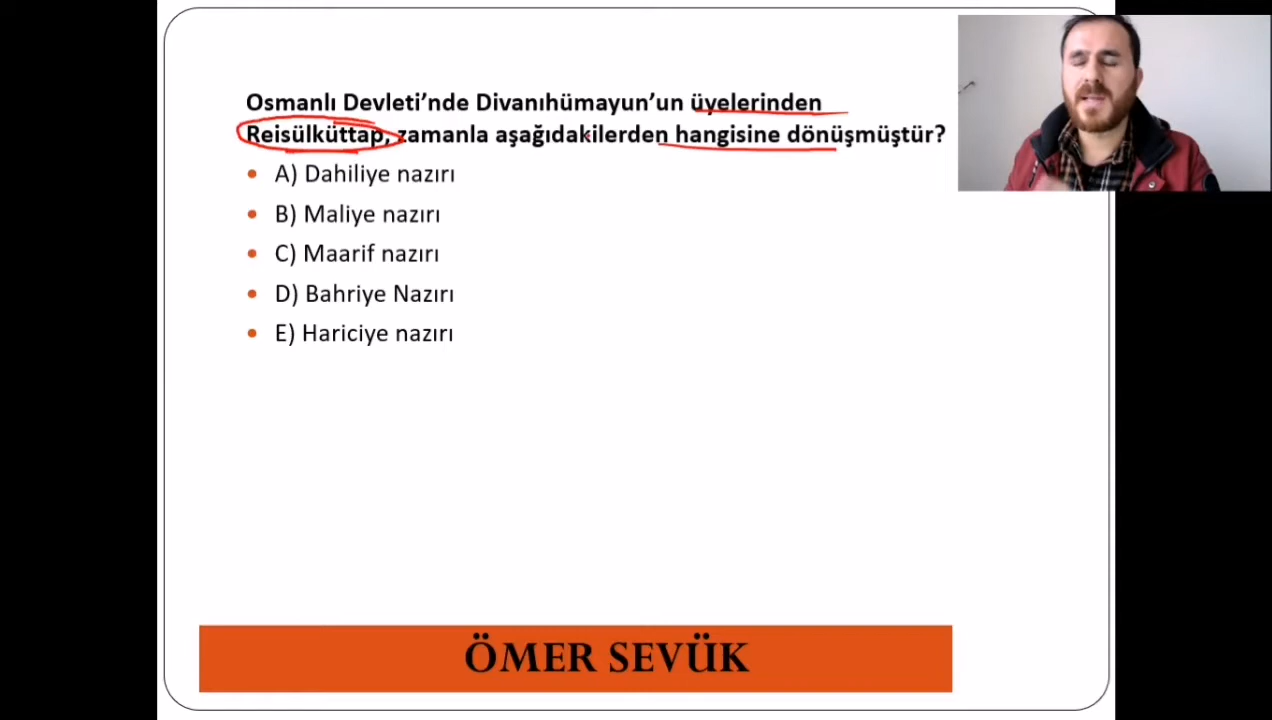 Osmanlı Devleti’nde Divanıhümayun’un üyelerinden
Reisülküttap, zamanla aşağıdakilerden hangisine dönüşmüştür?
• A) Dahiliye nazırı
• B) Maliye nazırı
• C) Maarif nazırı
• D) Bahriye Nazırı
• E) Hariciye nazırı
ÖMER SEVÜK